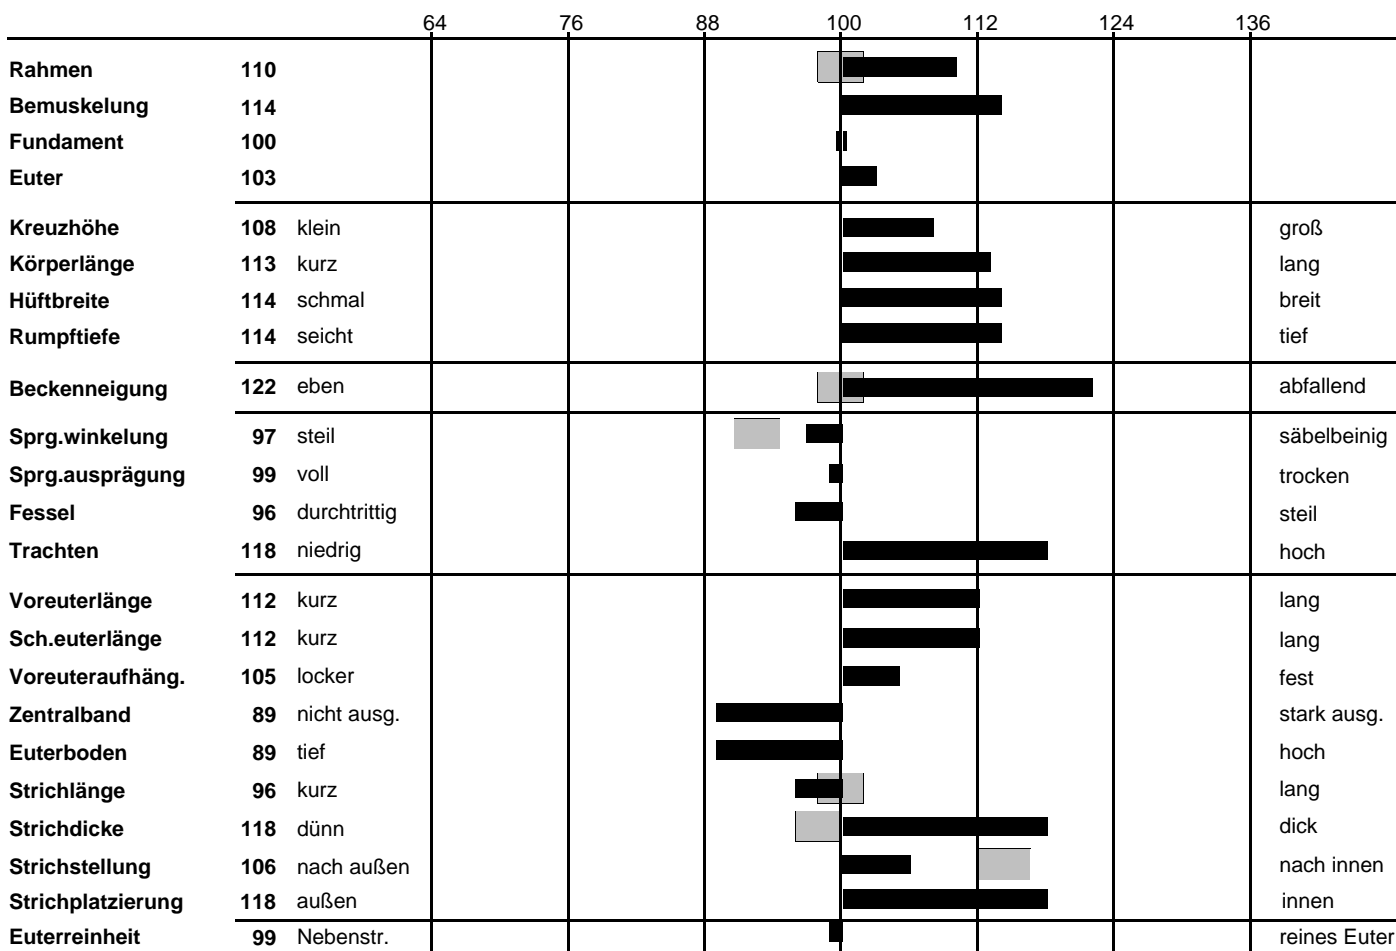 64 76 88 100 112 124 136
Rahmen 110
Bemuskelung 114
Fundament 100
Euter 103
Kreuzhöhe 108 klein groß
Körperlänge 113 kurz lang
Hüftbreite 114 schmal breit
Rumpftiefe 114 seicht tief
Beckenneigung 122 eben abfallend
Sprg.winkelung 97 steil säbelbeinig
Sprg.ausprägung 99 voll trocken
Fessel 96 durchtrittig steil
Trachten 118 niedrig hoch
Voreuterlänge 112 kurz lang
Sch.euterlänge 112 kurz lang
Voreuteraufhäng. 105 locker fest
Zentralband 89 nicht ausg. stark ausg.
Euterboden 89 tief hoch
Strichlänge 96 kurz lang
Strichdicke 118 dünn dick
Strichstellung 106 nach außen nach innen
Strichplatzierung 118 außen innen
Euterreinheit 99 Nebenstr. reines Euter